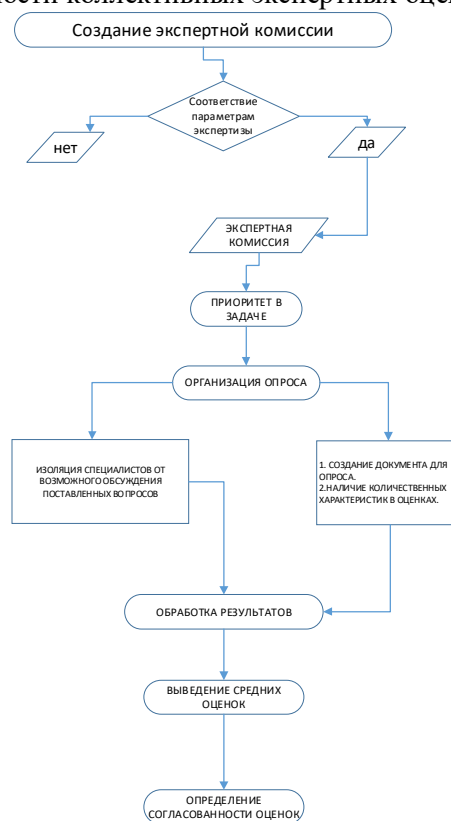 ности коллективных экспертных оцен
Создание экспертной комиссии
Соответствие
параметрам
экспертизы
нет
да
ЭКСПЕРТНАЯ
КОМИССИЯ
ПРИОРИТЕТ В
ЗАДАЧЕ
ОРГАНИЗАЦИЯ ОПРОСА
ИЗОЛЯЦИЯ СПЕЦИАЛИСТОВ ОТ
ВОЗМОЖНОГО ОБСУЖДЕНИЯ
ПОСТАВЛЕННЫХ ВОПРОСОВ
1. СОЗДАНИЕ ДОКУМЕНТА ДЛЯ
ОПРОСА.
2.НАЛИЧИЕ КОЛИЧЕСТВЕННЫХ
ХАРАКТЕРИСТИК В ОЦЕНКАХ.
ОБРАБОТКА РЕЗУЛЬТАТОВ
ВЫВЕДЕНИЕ СРЕДНИХ
ОЦЕНОК
ОПРЕДЕЛЕНИЕ
СОГЛАСОВАННОСТИ ОЦЕНОК